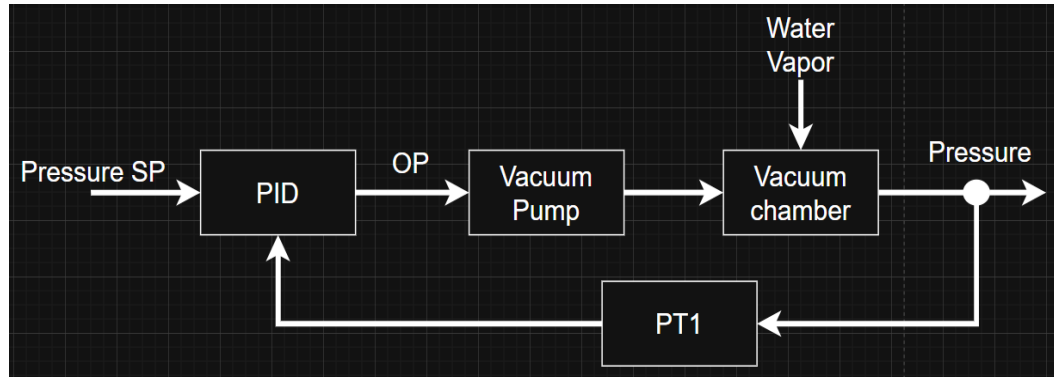 Water
Vapor
Pressure SP
PID
OP
Vacuum
Pump
Vacuum
chamber
Pressure
PT1